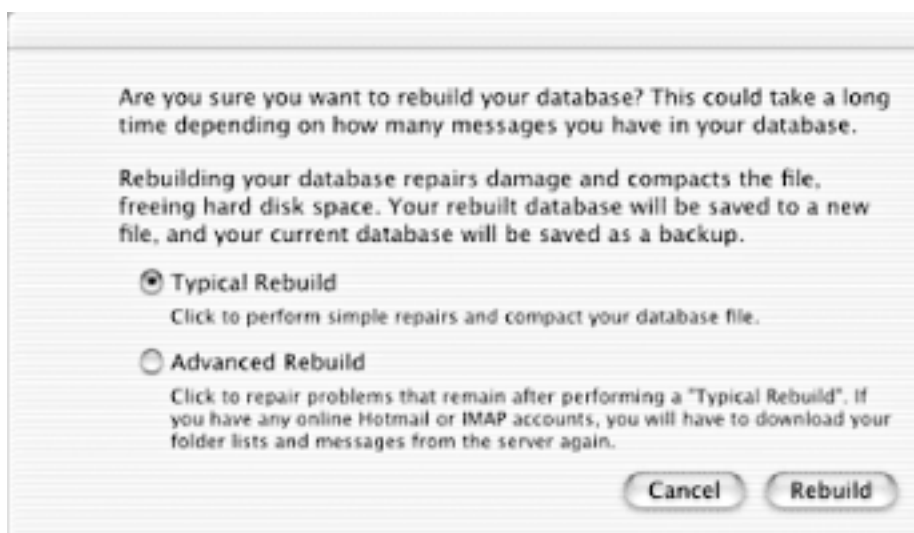 Are you sure you want to rebuild your database? This could take a long
time depending on how many messages you have in your database.
Rebuilding your database repairs damage and compacts the file,
freeing hard disk space. Your rebuilt database will be saved to a new
file, and your current database will be saved as a backup.
Typical Rebuild
Click to perform simple repairs and compact your database file.
Advanced Rebuild
Click to repair problems that remain after performing a "Typical Rebuild". If
you have any online Hotmail or IMAP accounts, you will have to download your
folder lists and messages from the server again.
Cancel Rebuild